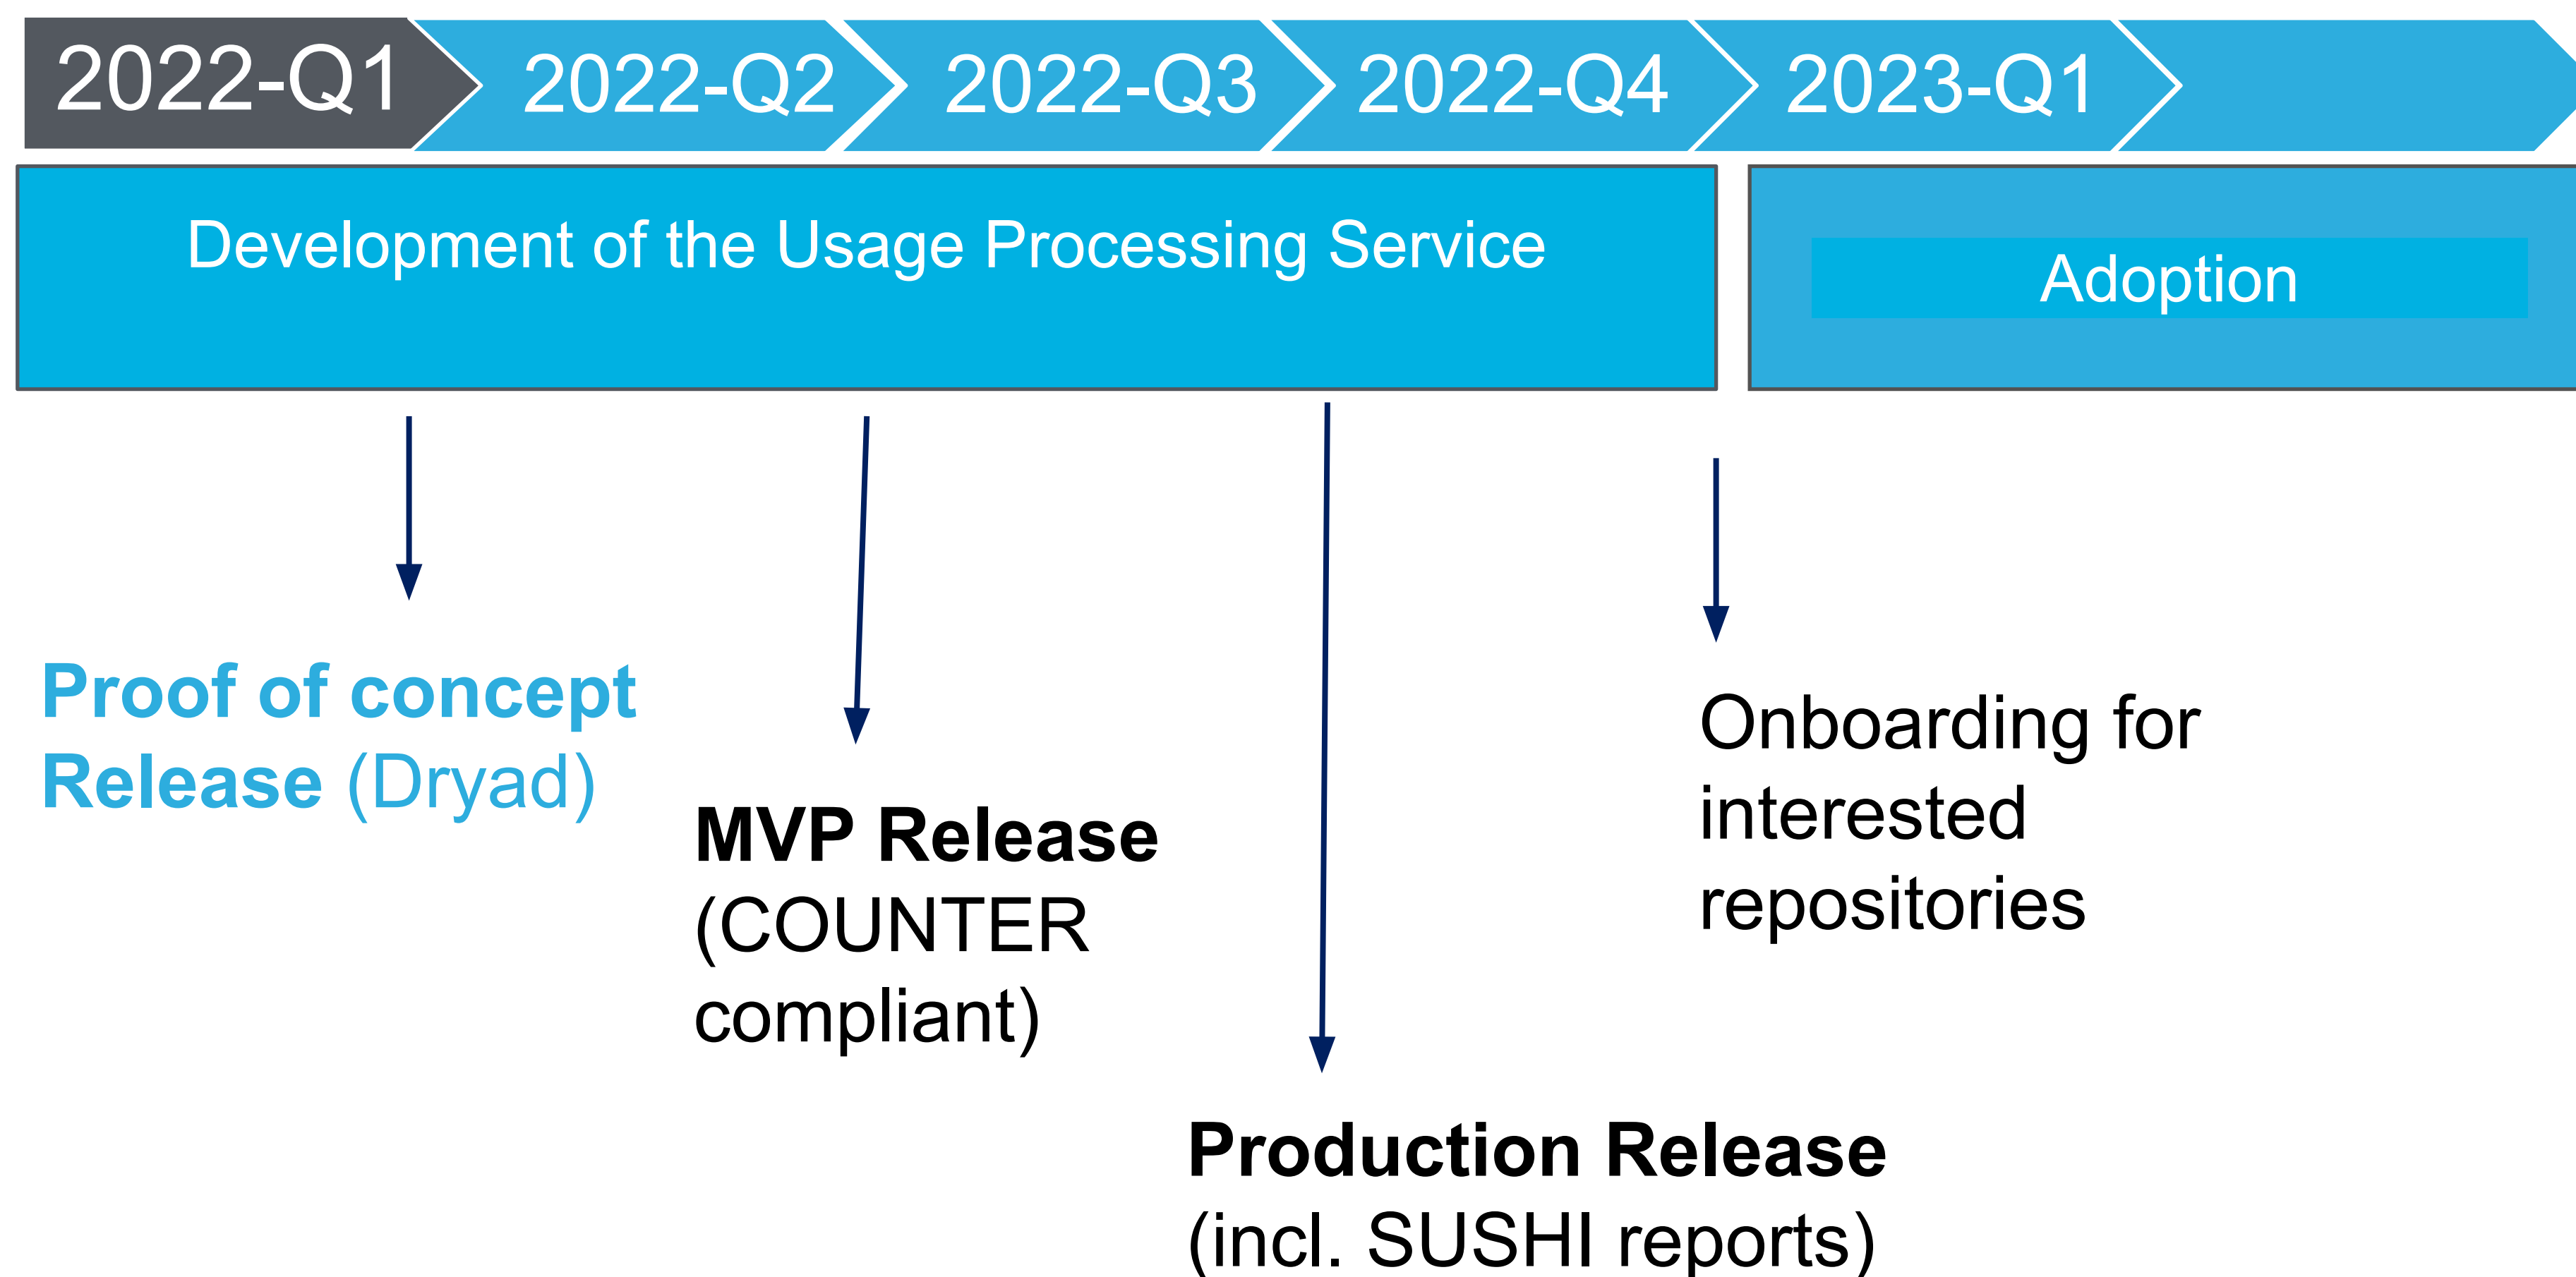 2022-Q1
2022-Q2
2022-Q3
2022-Q4
2023-Q1
Development of the Usage Processing Service
Adoption
Proof of concept
Release (Dryad)
MVP Release
(COUNTER
compliant)
Production Release
(incl. SUSHI reports)
Onboarding for
interested
repositories